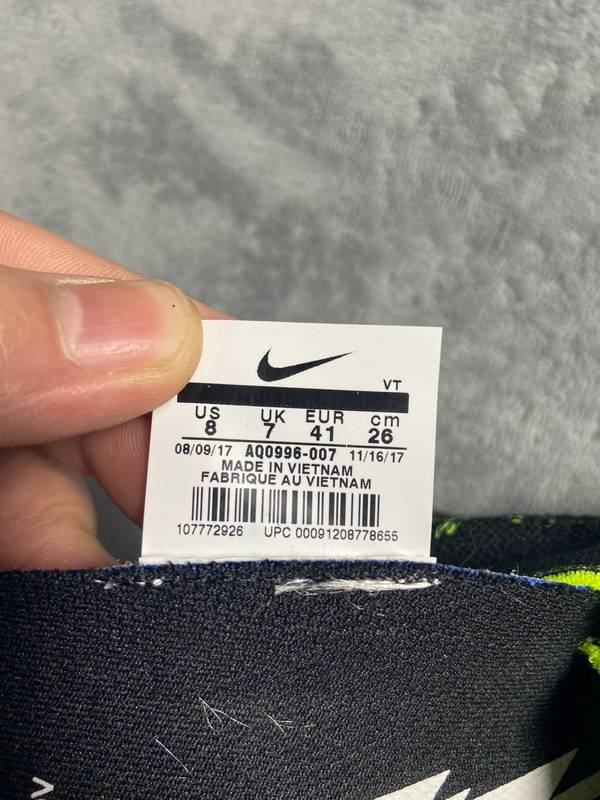 VT
US UK EUR cm
8 7 41 26
08/09/17 AQ0996-007 11/16/17
MADE IN VIETNAM
FABRIQUE AU VIETNAM
107772926 UPC 00091208778655